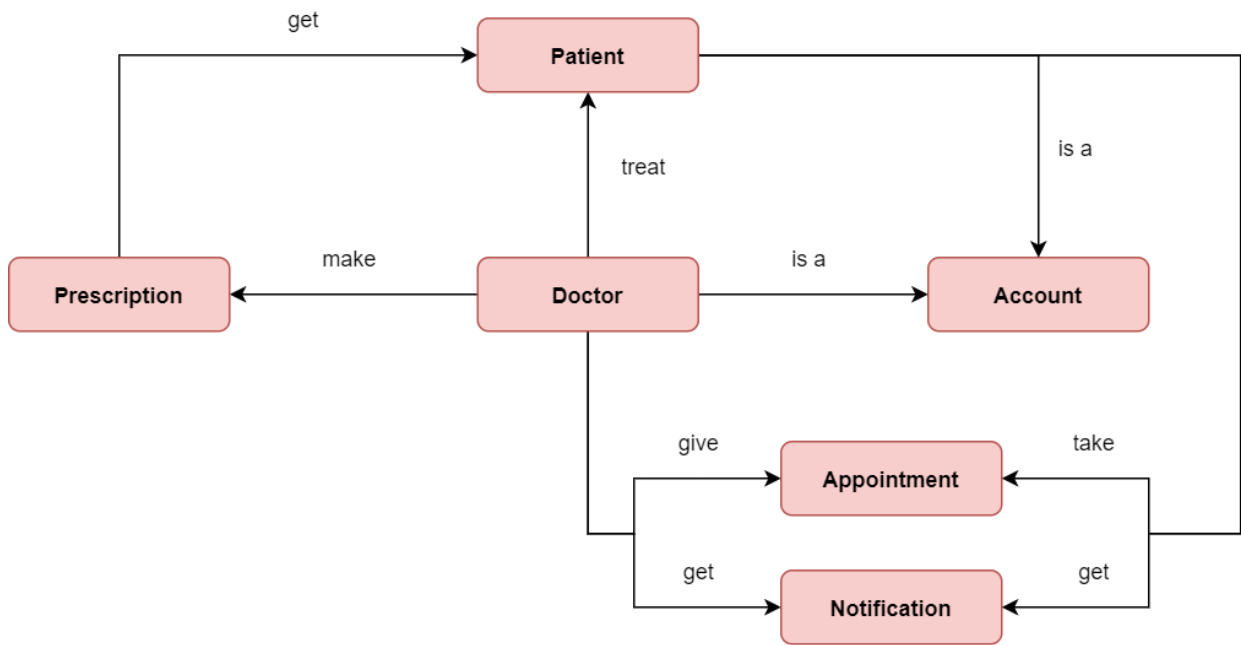 get
Patient
treat
is a
Prescription
make
Doctor
is a
Account
give
Appointment
take
get
Notification
get